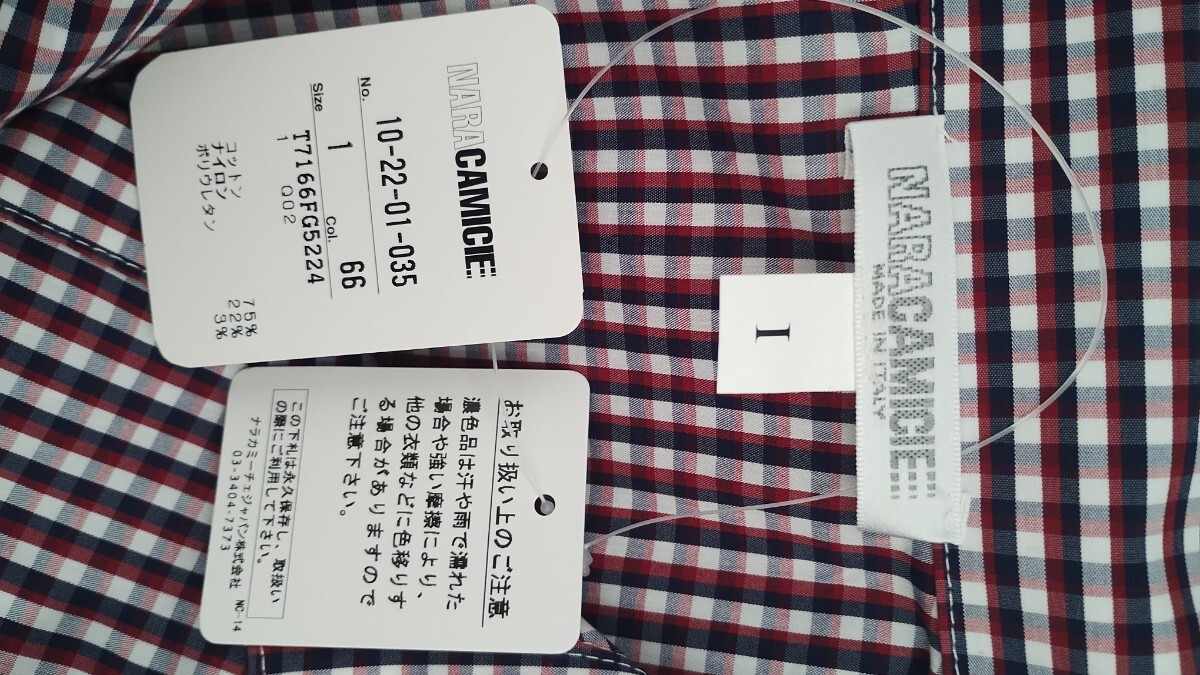 NARACAMICIE
No. 10-22-01-035
Size 1 Col. 66
T7166FG5224
1 002
コットン 75%
ナイロン 22%
ポリウレタン 3%
お取り扱い上のご注意
濃色品は汗や雨で濡れた
場合や強い摩擦により、
他の衣類などに色移りす
る場合がありますので
ご注意下さい。
この下札は永久保存し、取扱い
の際にご利用して下さい。
ナラカミーチェジャパン株式会社 NO-14
03-3404-7373
NARACAMICIE
MADE IN ITALY
I